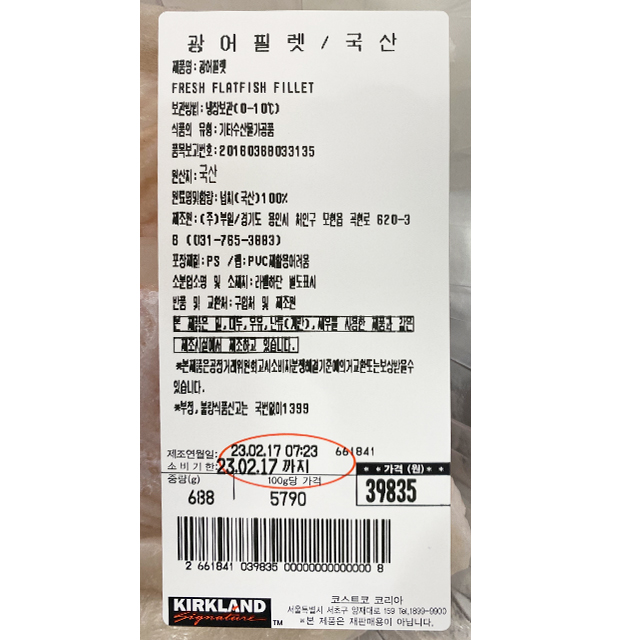 광어필렛/국산
제품명:광어필렛
FRESH FLATFISH FILLET
보관방법:냉장보관(0-10℃)
식품의 유형:기타수산물가공품
품목보고번호:20160368033135
원산지:국산
원료명및함량:넙치(국산)100%
제조원:(주)부일/경기도 용인시 처인구 모현읍 곡현로 620-3
8 (031-765-3883)
포장재질:PS /랩:PVC재활용어려움
소분업소명 및 소재지:라벨하단 별도표시
반품 및 교환처:구입처 및 제조원
본 제품은 밀,대두,우유,난류(계란),새우를 사용한 제품과 같은
제조시설에서 제조하고 있습니다.
*본제품은공정거래위원회고시소비자분쟁해결기준에의거교환또는보상받을수
있습니다.
*부정,불량식품신고는 국번없이1399
제조연월일: 23.02.17 07:23 661841
소비기한: 23.02.17 까지
**가격 (원)**
중량(g) 100g당 가격
688 5790 39835
2 661841 039835 00000000000000 8
KIRKLAND
Signature™
코스트코 코리아
서울특별시 서초구 양재대로 159 Tel.1899-9900
*본 제품은 재판매용이 아닙니다.